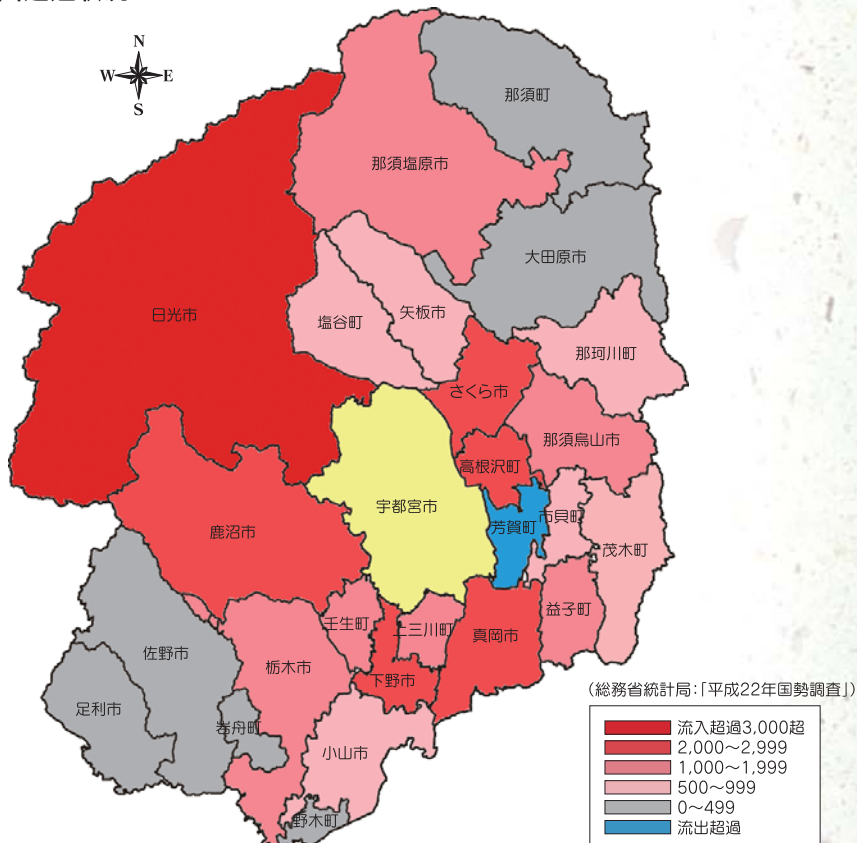 N
W E
S
那須町
那須塩原市
大田原市
日光市
塩谷町
矢板市
那珂川町
さくら市
那須烏山市
高根沢町
宇都宮市
芳賀町
市貝町
鹿沼市
茂木町
益子町
壬生町
上三川町
真岡市
佐野市
栃木市
下野市
足利市
岩舟町
小山市
野木町
(総務省統計局:「平成22年国勢調査」)
流入超過3,000超
2,000〜2,999
1,000〜1,999
500〜999
0〜499
流出超過